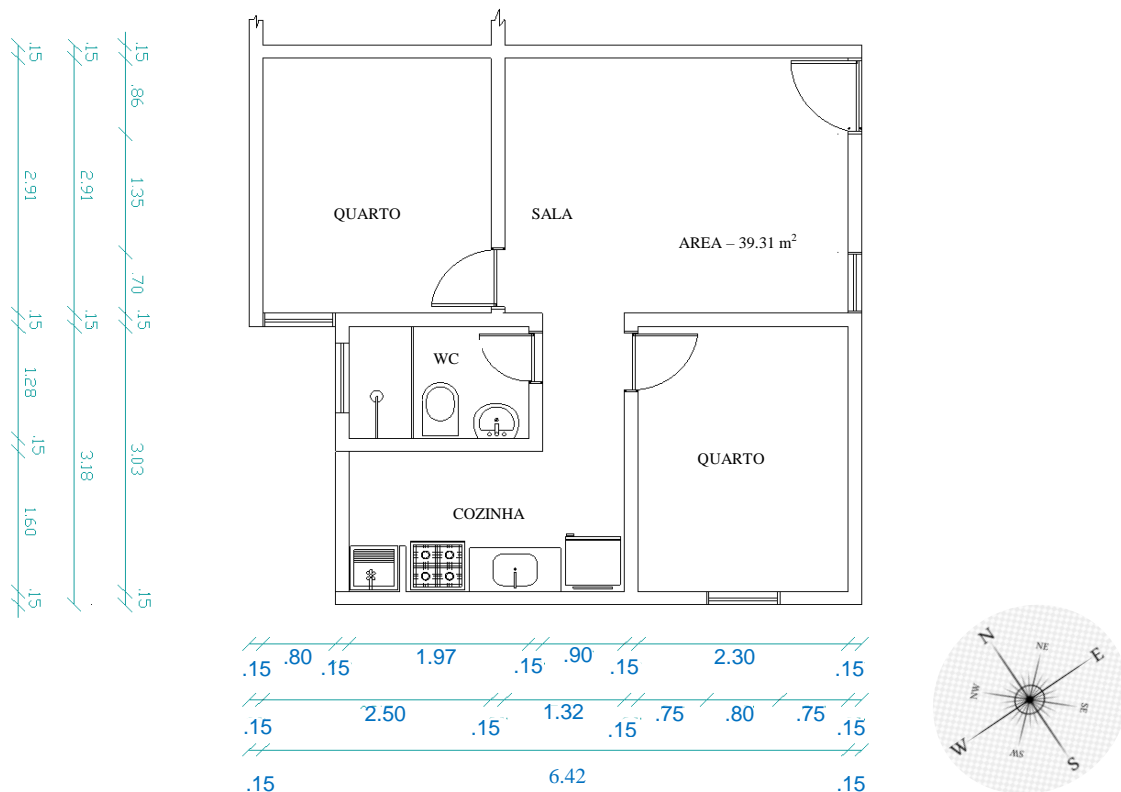 QUARTO
SALA
AREA – 39.31 m²
WC
QUARTO
COZINHA
.15
2.91
.15
1.28
.15
1.60
.15
.15
2.91
.15
3.18
.15
.86
1.35
.70
.15
3.03
.15
.15
.80
.15
1.97
.15
.90
.15
2.30
.15
.15
2.50
.15
1.32
.15
.75
.80
.75
.15
.15
6.42
.15
N
NE
E
NW
SE
W
SW
S